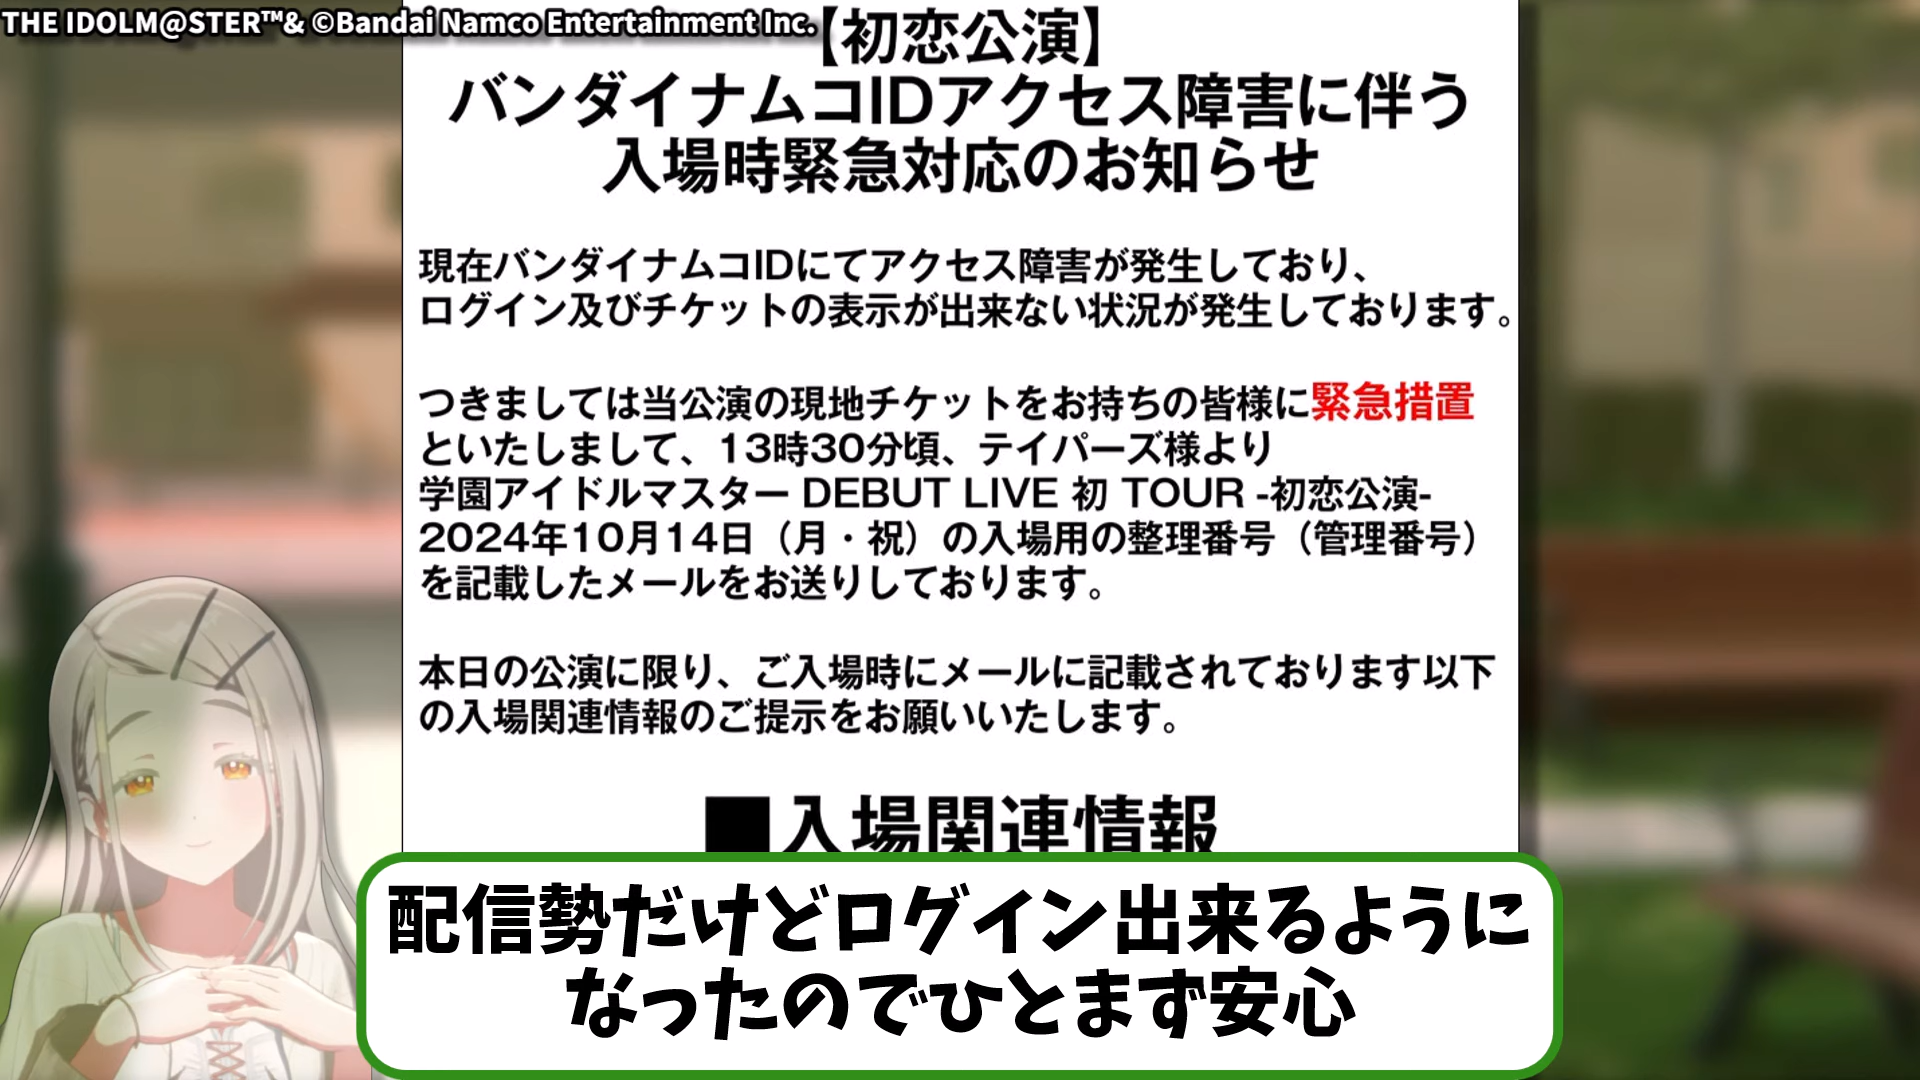 THE IDOLM@STER™& ©Bandai Namco Entertainment Inc.
【初恋公演】
バンダイナムコIDアクセス障害に伴う
入場時緊急対応のお知らせ
現在バンダイナムコIDにてアクセス障害が発生しており、
ログイン及びチケットの表示が出来ない状況が発生しております。
つきましては当公演の現地チケットをお持ちの皆様に緊急措置
といたしまして、13時30分頃、テイパーズ様より
学園アイドルマスター DEBUT LIVE 初 TOUR -初恋公演-
2024年10月14日（月・祝）の入場用の整理番号（管理番号）
を記載したメールをお送りしております。
本日の公演に限り、ご入場時にメールに記載されております以下
の入場関連情報のご提示をお願いいたします。
■入場関連情報
配信勢だけどログイン出来るように
なったのでひとまず安心